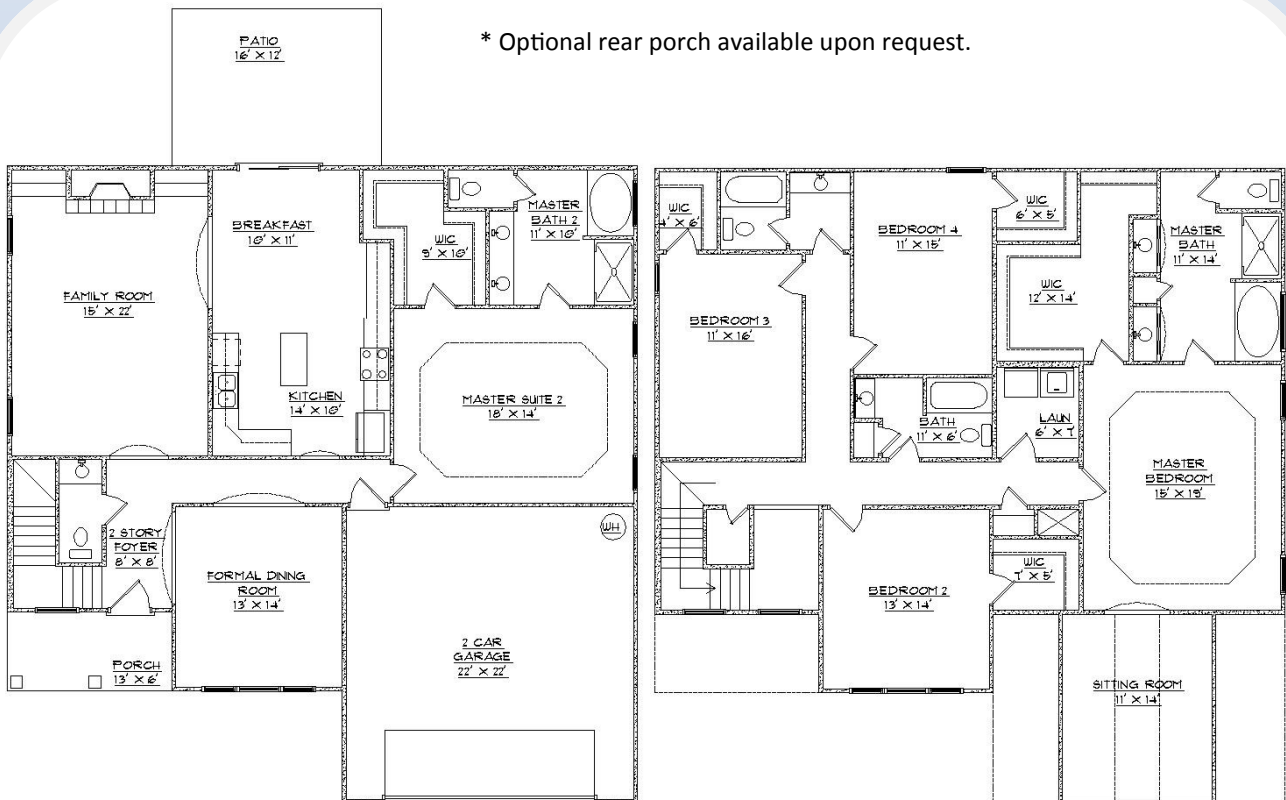 * Optional rear porch available upon request.
PATIO
16' X 12'
BREAKFAST
10' X 11'
WIC
9' X 10'
MASTER
BATH 2
11' X 10'
FAMILY ROOM
15' X 22'
KITCHEN
14' X 10'
MASTER SUITE 2
18' X 14'
2 STORY
FOYER
8' X 8'
FORMAL DINING
ROOM
13' X 14'
WH
2 CAR
GARAGE
22' X 22'
PORCH
13' X 6'
WIC
4' X 6'
BEDROOM 4
11' X 15'
WIC
6' X 5'
MASTER
BATH
11' X 14'
WIC
12' X 14'
BEDROOM 3
11' X 16'
BATH
11' X 6'
LAUN
6' X 7'
MASTER
BEDROOM
15' X 19'
WIC
7' X 5'
BEDROOM 2
13' X 14'
SITTING ROOM
11' X 14'